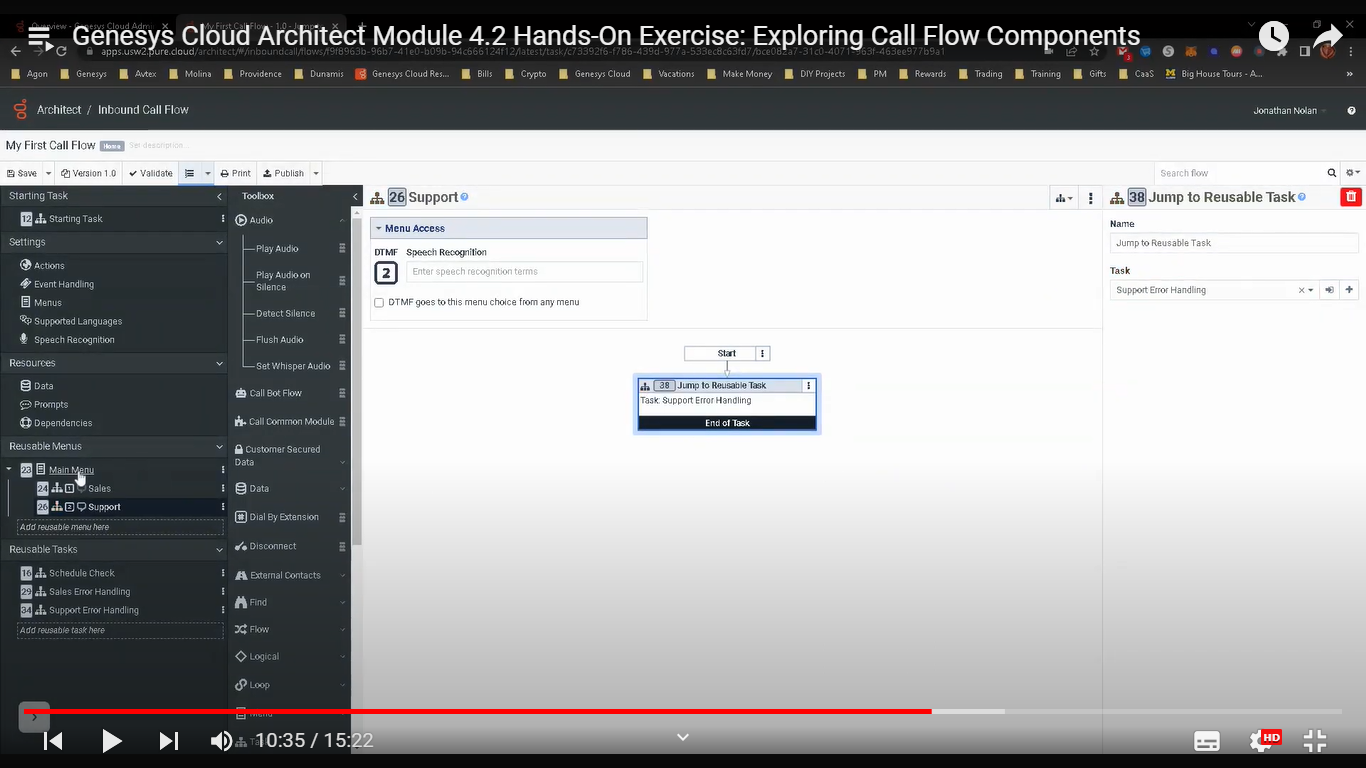 Genesys Cloud Architect Module 4.2 Hands-On Exercise: Exploring Call Flow Components
Agon
Genesys
Avtex
Molina
Providence
Dunamis
Genesys Cloud Res...
Bills
Crypto
Genesys Cloud
Vacations
Make Money
DIY Projects
PM
Rewards
Trading
Training
Gifts
CaaS
Big House Tours - A...
Architect / Inbound Call Flow
Jonathan Nolan
My First Call Flow Home Set description...
Save
Version 1.0
Validate
Print
Publish
Search flow
Starting Task
12 Starting Task
Settings
Actions
Event Handling
Menus
Supported Languages
Speech Recognition
Resources
Data
Prompts
Dependencies
Reusable Menus
23 Main Menu
24 1 Sales
26 2 Support
Add reusable menu here
Reusable Tasks
16 Schedule Check
29 Sales Error Handling
34 Support Error Handling
Add reusable task here
Toolbox
Audio
Play Audio
Play Audio on
Silence
Detect Silence
Flush Audio
Set Whisper Audio
Call Bot Flow
Call Common Module
Customer Secured
Data
Data
Dial By Extension
Disconnect
External Contacts
Find
Flow
Logical
Loop
Menu
26 Support
Menu Access
DTMF Speech Recognition
2 Enter speech recognition terms
DTMF goes to this menu choice from any menu
Start
38 Jump to Reusable Task
Task: Support Error Handling
End of Task
38 Jump to Reusable Task
Name
Jump to Reusable Task
Task
Support Error Handling
10:35 / 15:22
HD